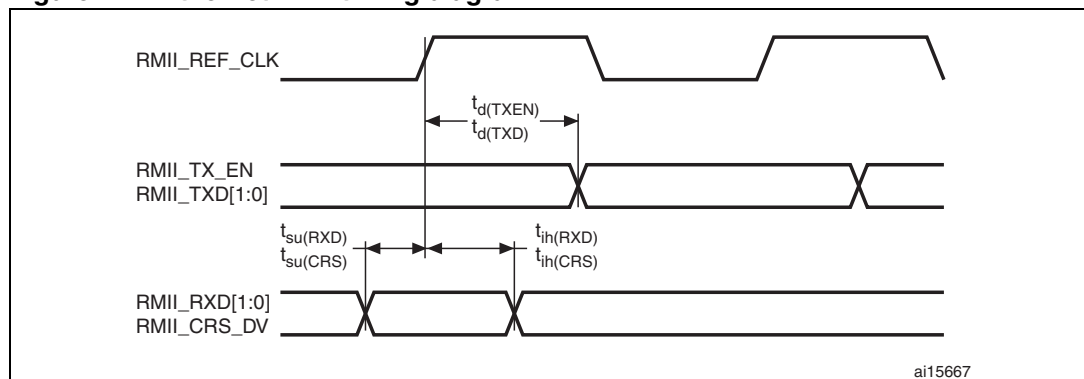 RMII_REF_CLK
td(TXEN)
td(TXD)
RMII_TX_EN
RMII_TXD[1:0]
tsu(RXD)
tsu(CRS)
tih(RXD)
tih(CRS)
RMII_RXD[1:0]
RMII_CRS_DV
ai15667